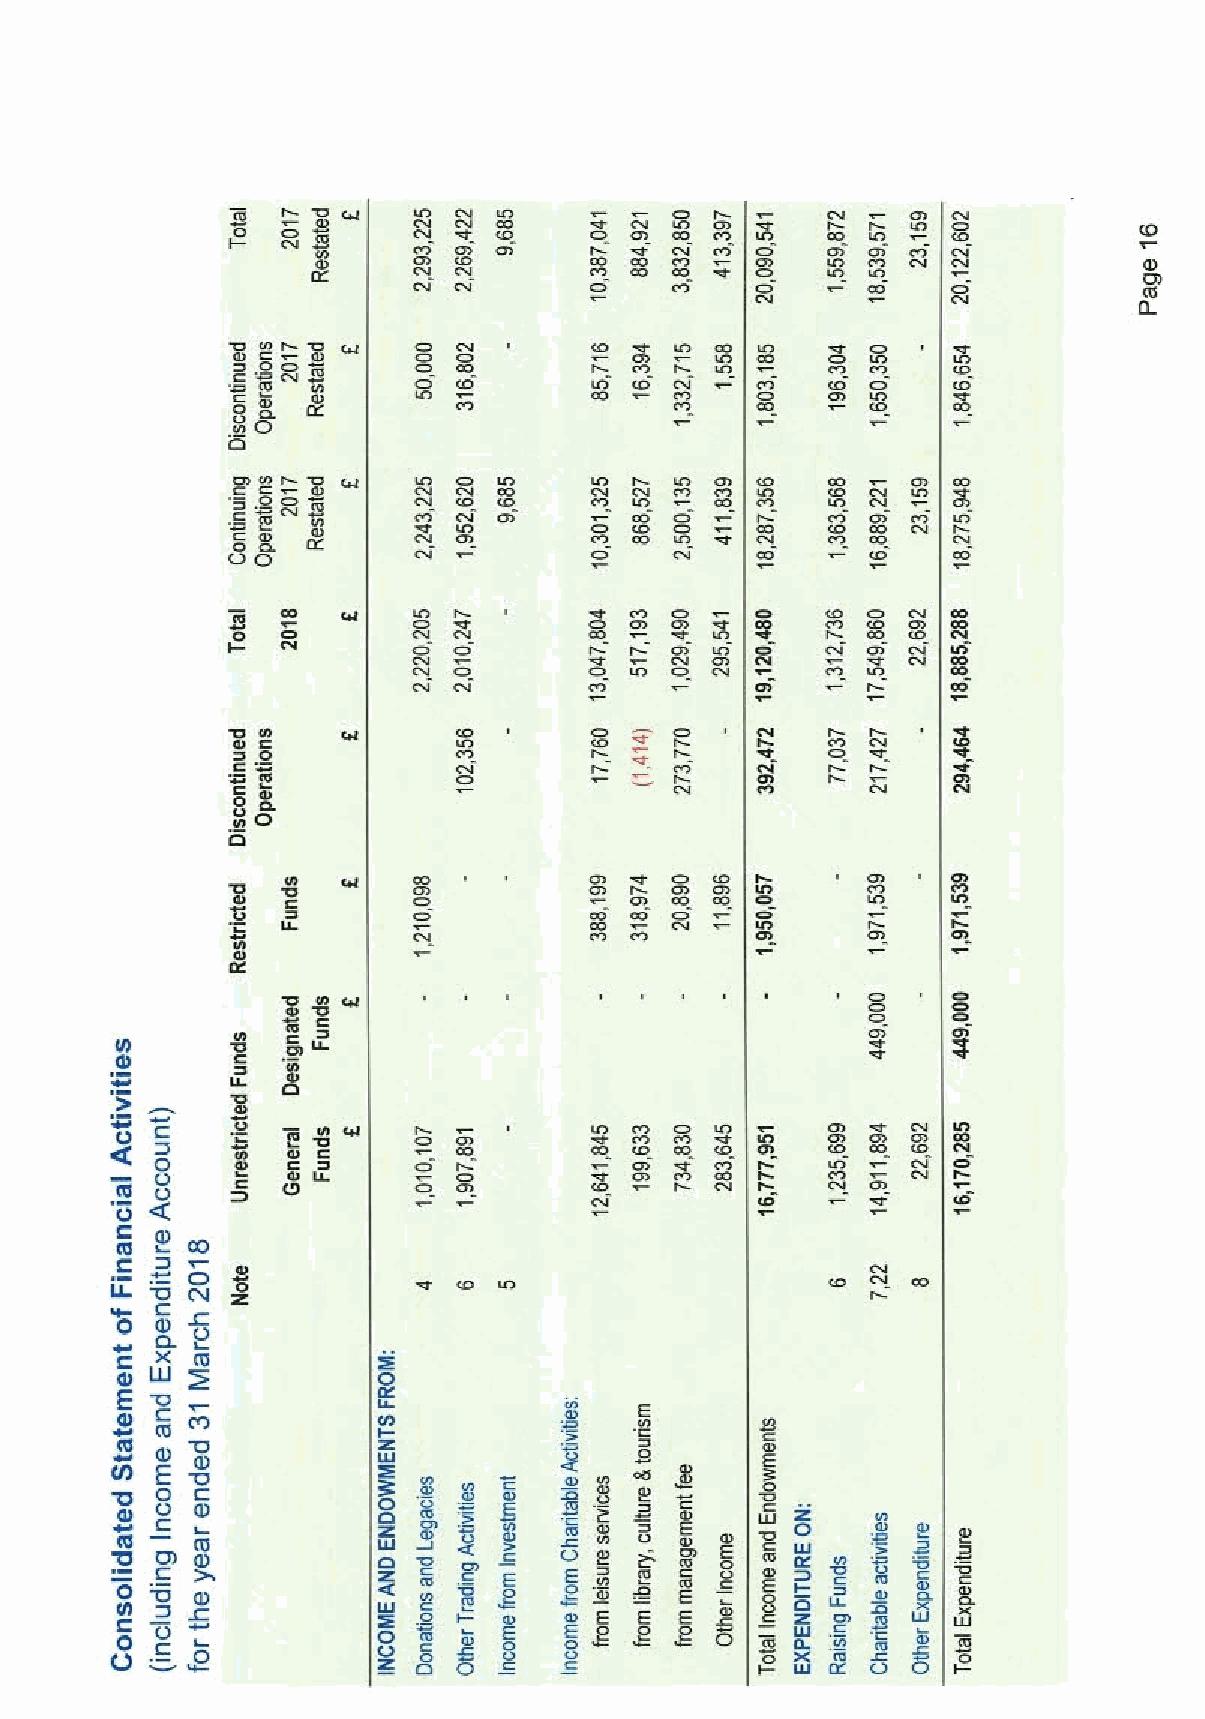 Consolidated Statement of Financial Activities
(including Income and Expenditure Account)
for the year ended 31 March 2018
Note Unrestricted Funds Restricted Discontinued Total Continuing Discontinued Total
Operations Operations Operations
General Designated Funds 2018 2017 2017 2017
Funds Funds Restated Restated Restated
£ £ £ £ £ £ £ £
INCOME AND ENDOWMENTS FROM:
Donations and Legacies 4 1,010,107 - 1,210,098 2,220,205 2,243,225 50,000 2,293,225
Other Trading Activities 6 1,907,891 - - 102,356 2,010,247 1,952,620 316,802 2,269,422
Income from Investment 5 - - - - - 9,685 - 9,685
Income from Charitable Activities:
from leisure services 12,641,845 - 388,199 17,760 13,047,804 10,301,325 85,716 10,387,041
from library, culture & tourism 199,633 - 318,974 (1,414) 517,193 868,527 16,394 884,921
from management fee 734,830 - 20,890 273,770 1,029,490 2,500,135 1,332,715 3,832,850
Other Income 283,645 - 11,896 - 295,541 411,839 1,558 413,397
Total Income and Endowments 16,777,951 - 1,950,057 392,472 19,120,480 18,287,356 1,803,185 20,090,541
EXPENDITURE ON:
Raising Funds 6 1,235,699 - - 77,037 1,312,736 1,363,568 196,304 1,559,872
Charitable activities 7,22 14,911,894 449,000 1,971,539 217,427 17,549,860 16,889,221 1,650,350 18,539,571
Other Expenditure 8 22,692 - - - 22,692 23,159 - 23,159
Total Expenditure 16,170,285 449,000 1,971,539 294,464 18,885,288 18,275,948 1,846,654 20,122,602
Page 16